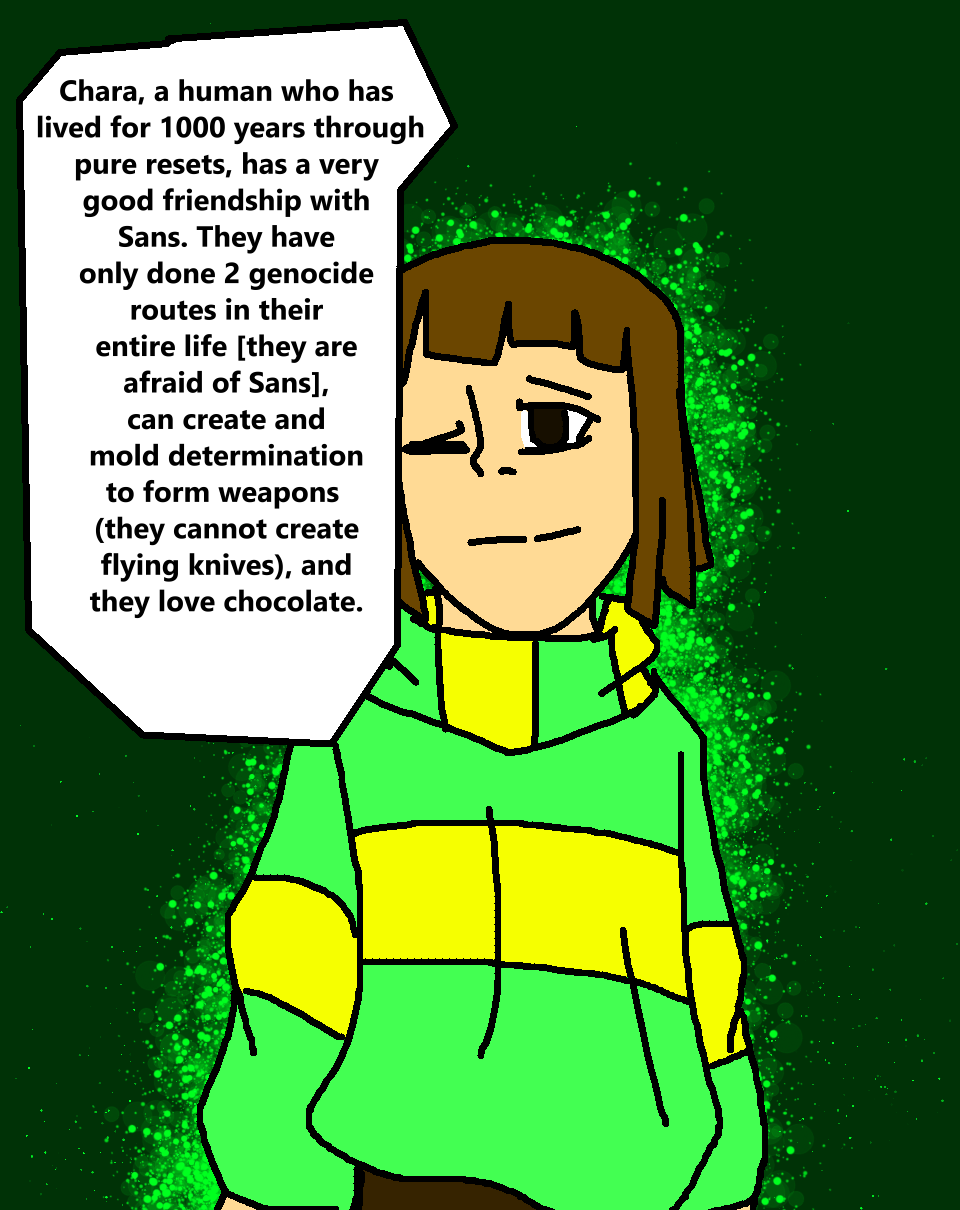 Chara, a human who has
lived for 1000 years through
pure resets, has a very
good friendship with
Sans. They have
only done 2 genocide
routes in their
entire life [they are
afraid of Sans],
can create and
mold determination
to form weapons
(they cannot create
flying knives), and
they love chocolate.